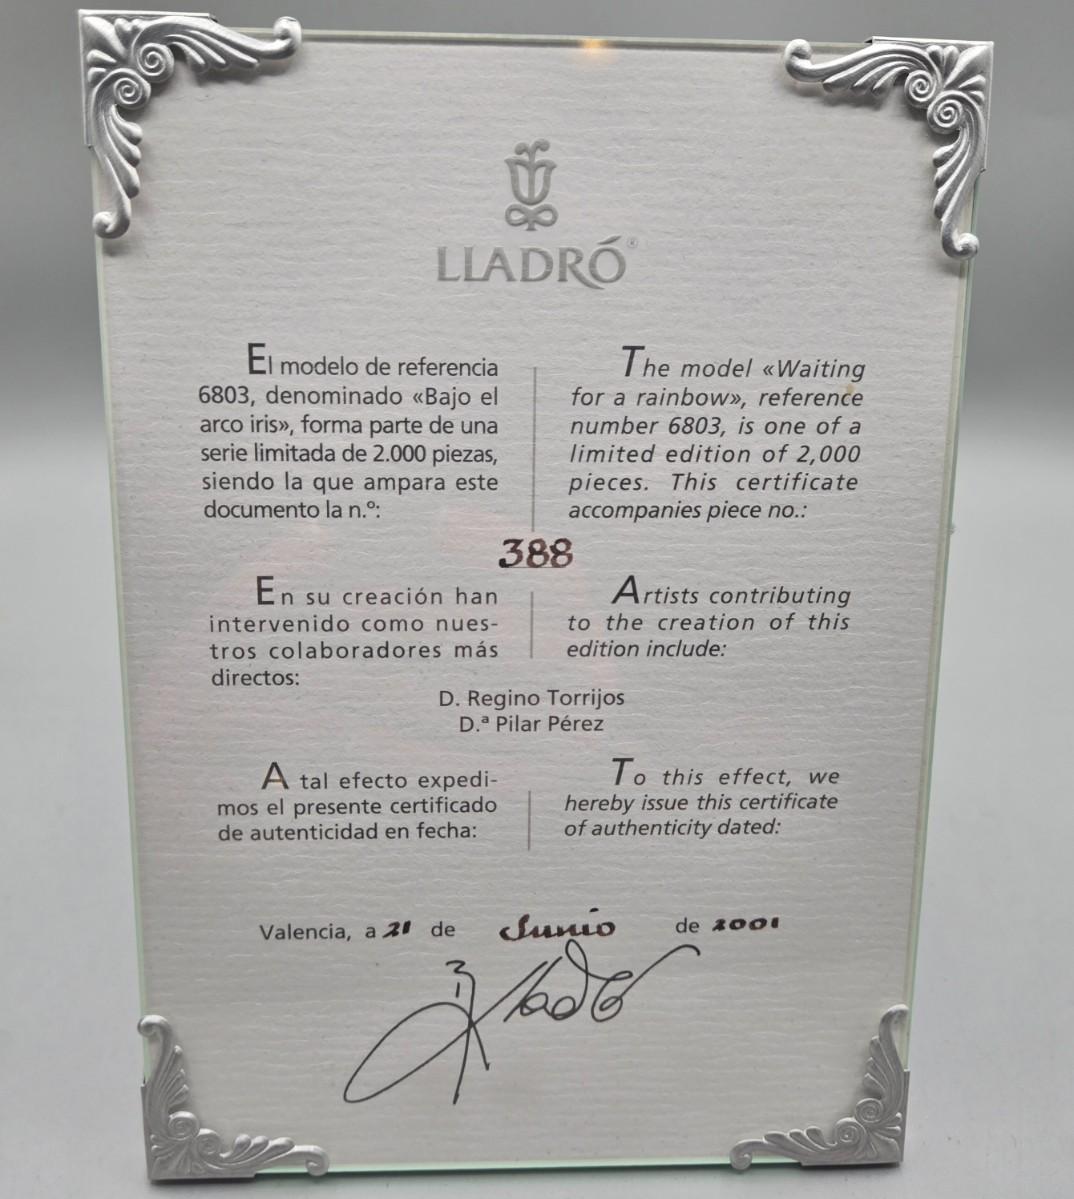 LLADRÓ®
El modelo de referencia
6803, denominado «Bajo el
arco iris», forma parte de una
serie limitada de 2.000 piezas,
siendo la que ampara este
documento la n.º:
The model «Waiting
for a rainbow», reference
number 6803, is one of a
limited edition of 2,000
pieces. This certificate
accompanies piece no.:
388
En su creación han
intervenido como nues-
tros colaboradores más
directos:
Artists contributing
to the creation of this
edition include:
D. Regino Torrijos
D.ª Pilar Pérez
A tal efecto expedi-
mos el presente certificado
de autenticidad en fecha:
To this effect, we
hereby issue this certificate
of authenticity dated:
Valencia, a 21 de Junio de 2001
Lladró